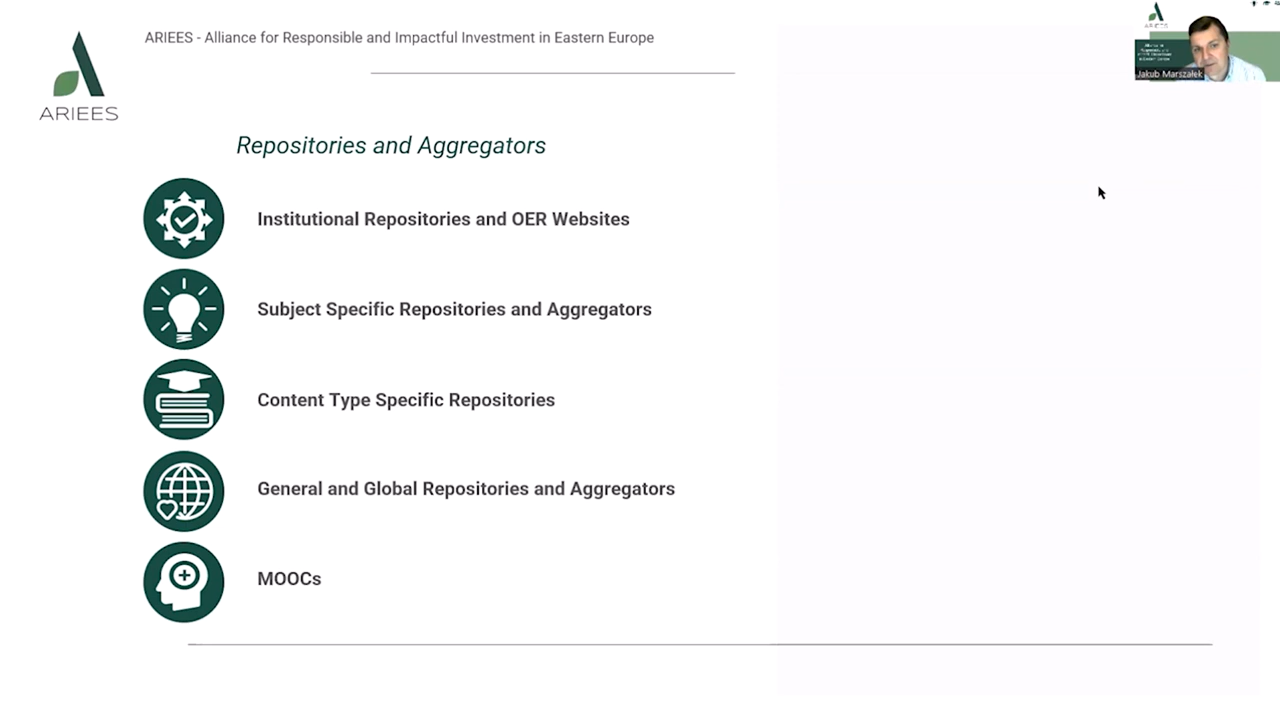 ARIEES - Alliance for Responsible and Impactful Investment in Eastern Europe
ARIEES
ARIEES
Jakub Marszałek
Repositories and Aggregators
Institutional Repositories and OER Websites
Subject Specific Repositories and Aggregators
Content Type Specific Repositories
General and Global Repositories and Aggregators
MOOCs